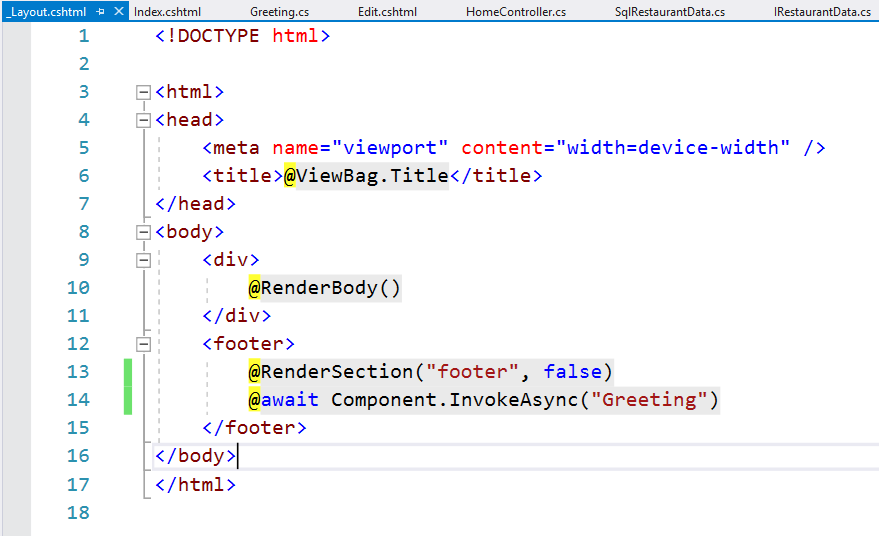 _Layout.cshtml Index.cshtml Greeting.cs Edit.cshtml HomeController.cs SqlRestaurantData.cs IRestaurantData.cs
1 <!DOCTYPE html>
2
3 <html>
4 <head>
5 <meta name="viewport" content="width=device-width" />
6 <title>@ViewBag.Title</title>
7 </head>
8 <body>
9 <div>
10 @RenderBody()
11 </div>
12 <footer>
13 @RenderSection("footer", false)
14 @await Component.InvokeAsync("Greeting")
15 </footer>
16 </body>
17 </html>
18